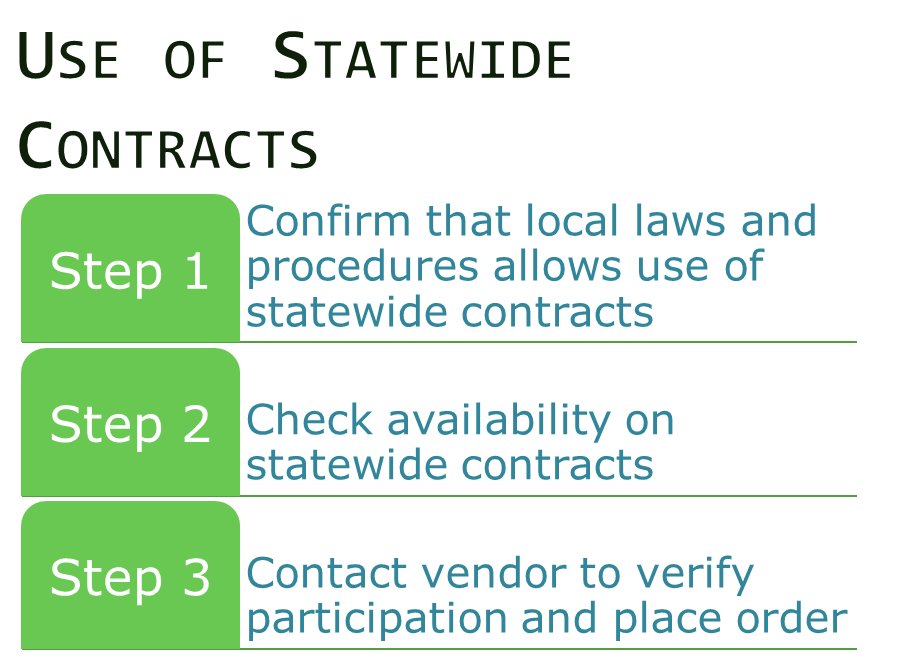 USE OF STATEWIDE
CONTRACTS
Step 1
Confirm that local laws and
procedures allows use of
statewide contracts
Step 2
Check availability on
statewide contracts
Step 3
Contact vendor to verify
participation and place order